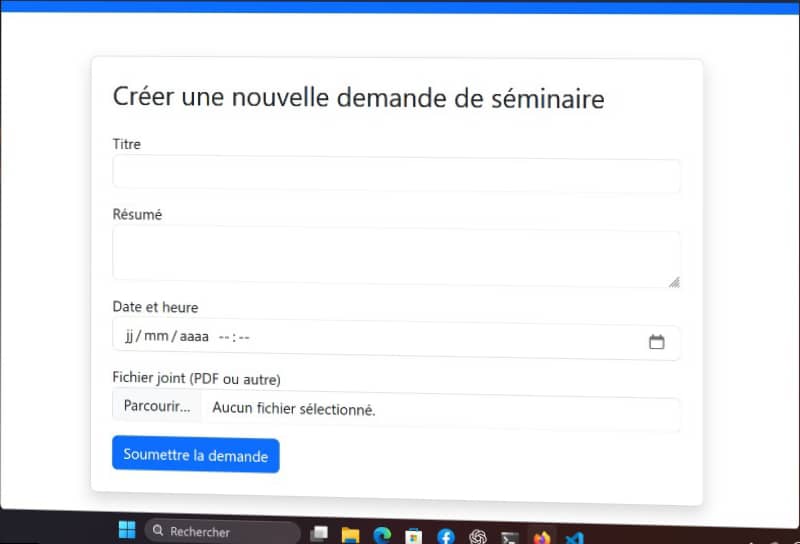 Créer une nouvelle demande de séminaire
Titre
Résumé
Date et heure
jj/mm/aaaa --:--
Fichier joint (PDF ou autre)
Parcourir... Aucun fichier sélectionné.
Soumettre la demande
Rechercher